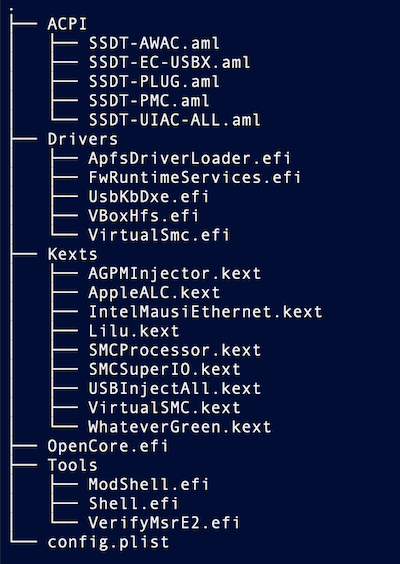 .
├── ACPI
│   ├── SSDT-AWAC.aml
│   ├── SSDT-EC-USBX.aml
│   ├── SSDT-PLUG.aml
│   ├── SSDT-PMC.aml
│   └── SSDT-UIAC-ALL.aml
├── Drivers
│   ├── ApfsDriverLoader.efi
│   ├── FwRuntimeServices.efi
│   ├── UsbKbDxe.efi
│   ├── VBoxHfs.efi
│   └── VirtualSmc.efi
├── Kexts
│   ├── AGPMInjector.kext
│   ├── AppleALC.kext
│   ├── IntelMausiEthernet.kext
│   ├── Lilu.kext
│   ├── SMCProcessor.kext
│   ├── SMCSuperIO.kext
│   ├── USBInjectAll.kext
│   ├── VirtualSMC.kext
│   └── WhateverGreen.kext
├── OpenCore.efi
├── Tools
│   ├── ModShell.efi
│   ├── Shell.efi
│   └── VerifyMsrE2.efi
└── config.plist